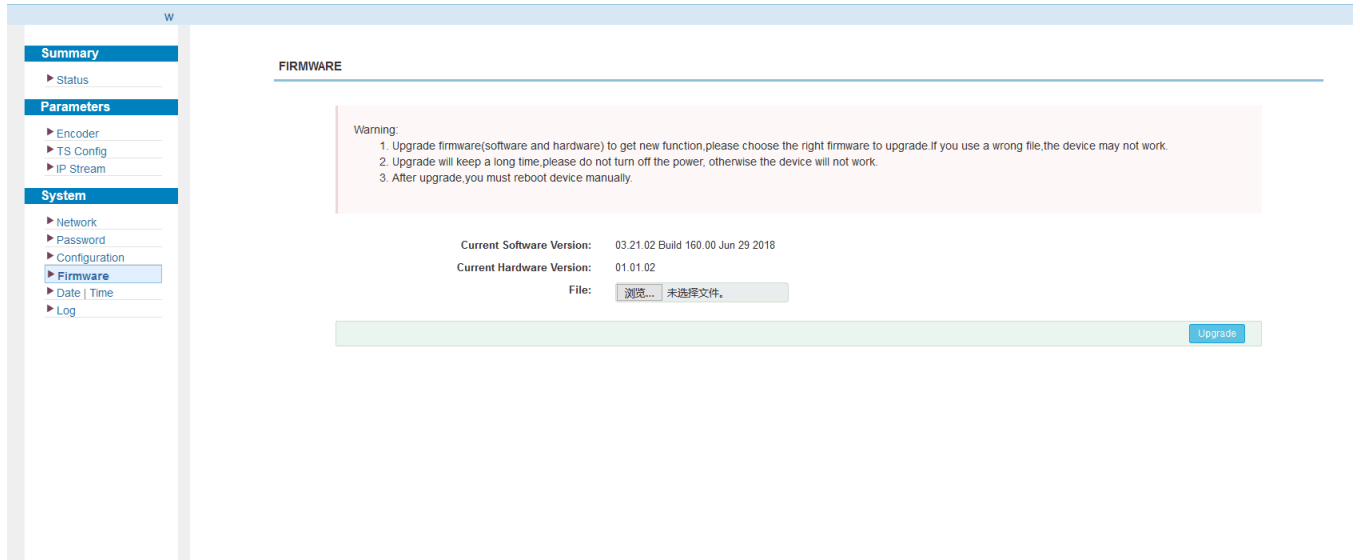 W
Summary
Status
Parameters
Encoder
TS Config
IP Stream
System
Network
Password
Configuration
Firmware
Date | Time
Log
FIRMWARE
Warning:
1. Upgrade firmware(software and hardware) to get new function,please choose the right firmware to upgrade.If you use a wrong file,the device may not work.
2. Upgrade will keep a long time,please do not turn off the power, otherwise the device will not work.
3. After upgrade,you must reboot device manually.
Current Software Version: 03.21.02 Build 160.00 Jun 29 2018
Current Hardware Version: 01.01.02
File: 浏览... 未选择文件。
Upgrade